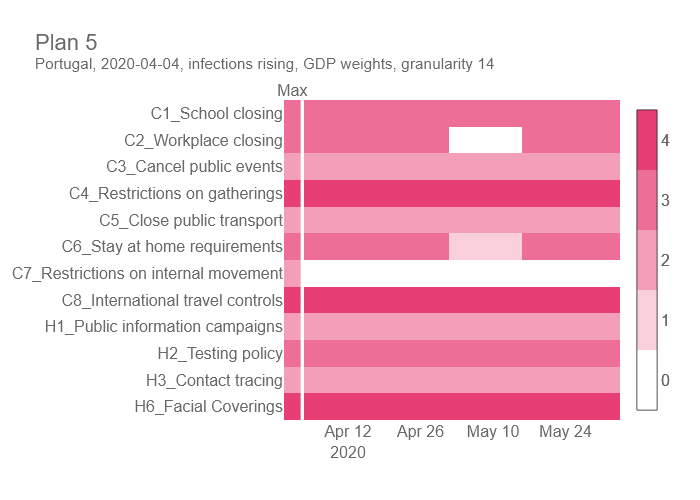 Plan 5
Portugal, 2020-04-04, infections rising, GDP weights, granularity 14
Max
C1_School closing
C2_Workplace closing
C3_Cancel public events
C4_Restrictions on gatherings
C5_Close public transport
C6_Stay at home requirements
C7_Restrictions on internal movement
C8_International travel controls
H1_Public information campaigns
H2_Testing policy
H3_Contact tracing
H6_Facial Coverings
Apr 12 Apr 26 May 10 May 24
2020
4
3
2
1
0